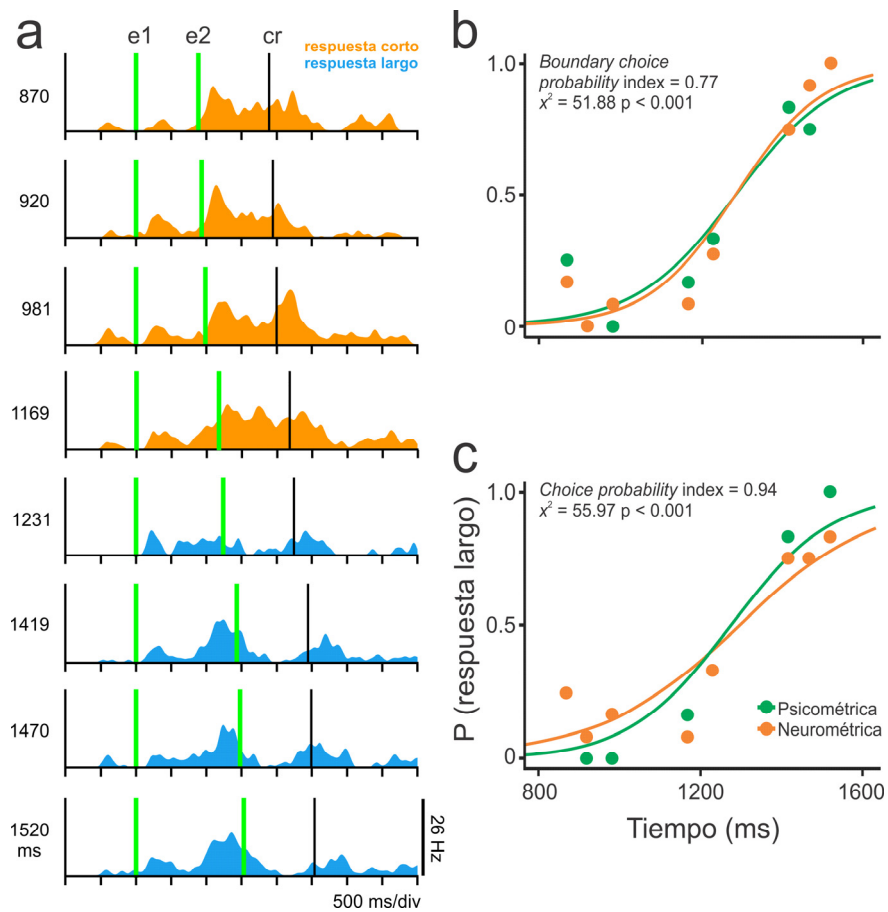 a
e1
e2
cr
respuesta corto
respuesta largo
870
920
981
1169
1231
1419
1470
1520
ms
26 Hz
500 ms/div
b
Boundary choice
probability index = 0.77
x² = 51.88 p < 0.001
1.0
0.5
0
c
Choice probability index = 0.94
x² = 55.97 p < 0.001
1.0
0.5
0
P (respuesta largo)
Psicométrica
Neurométrica
800
1200
1600
Tiempo (ms)